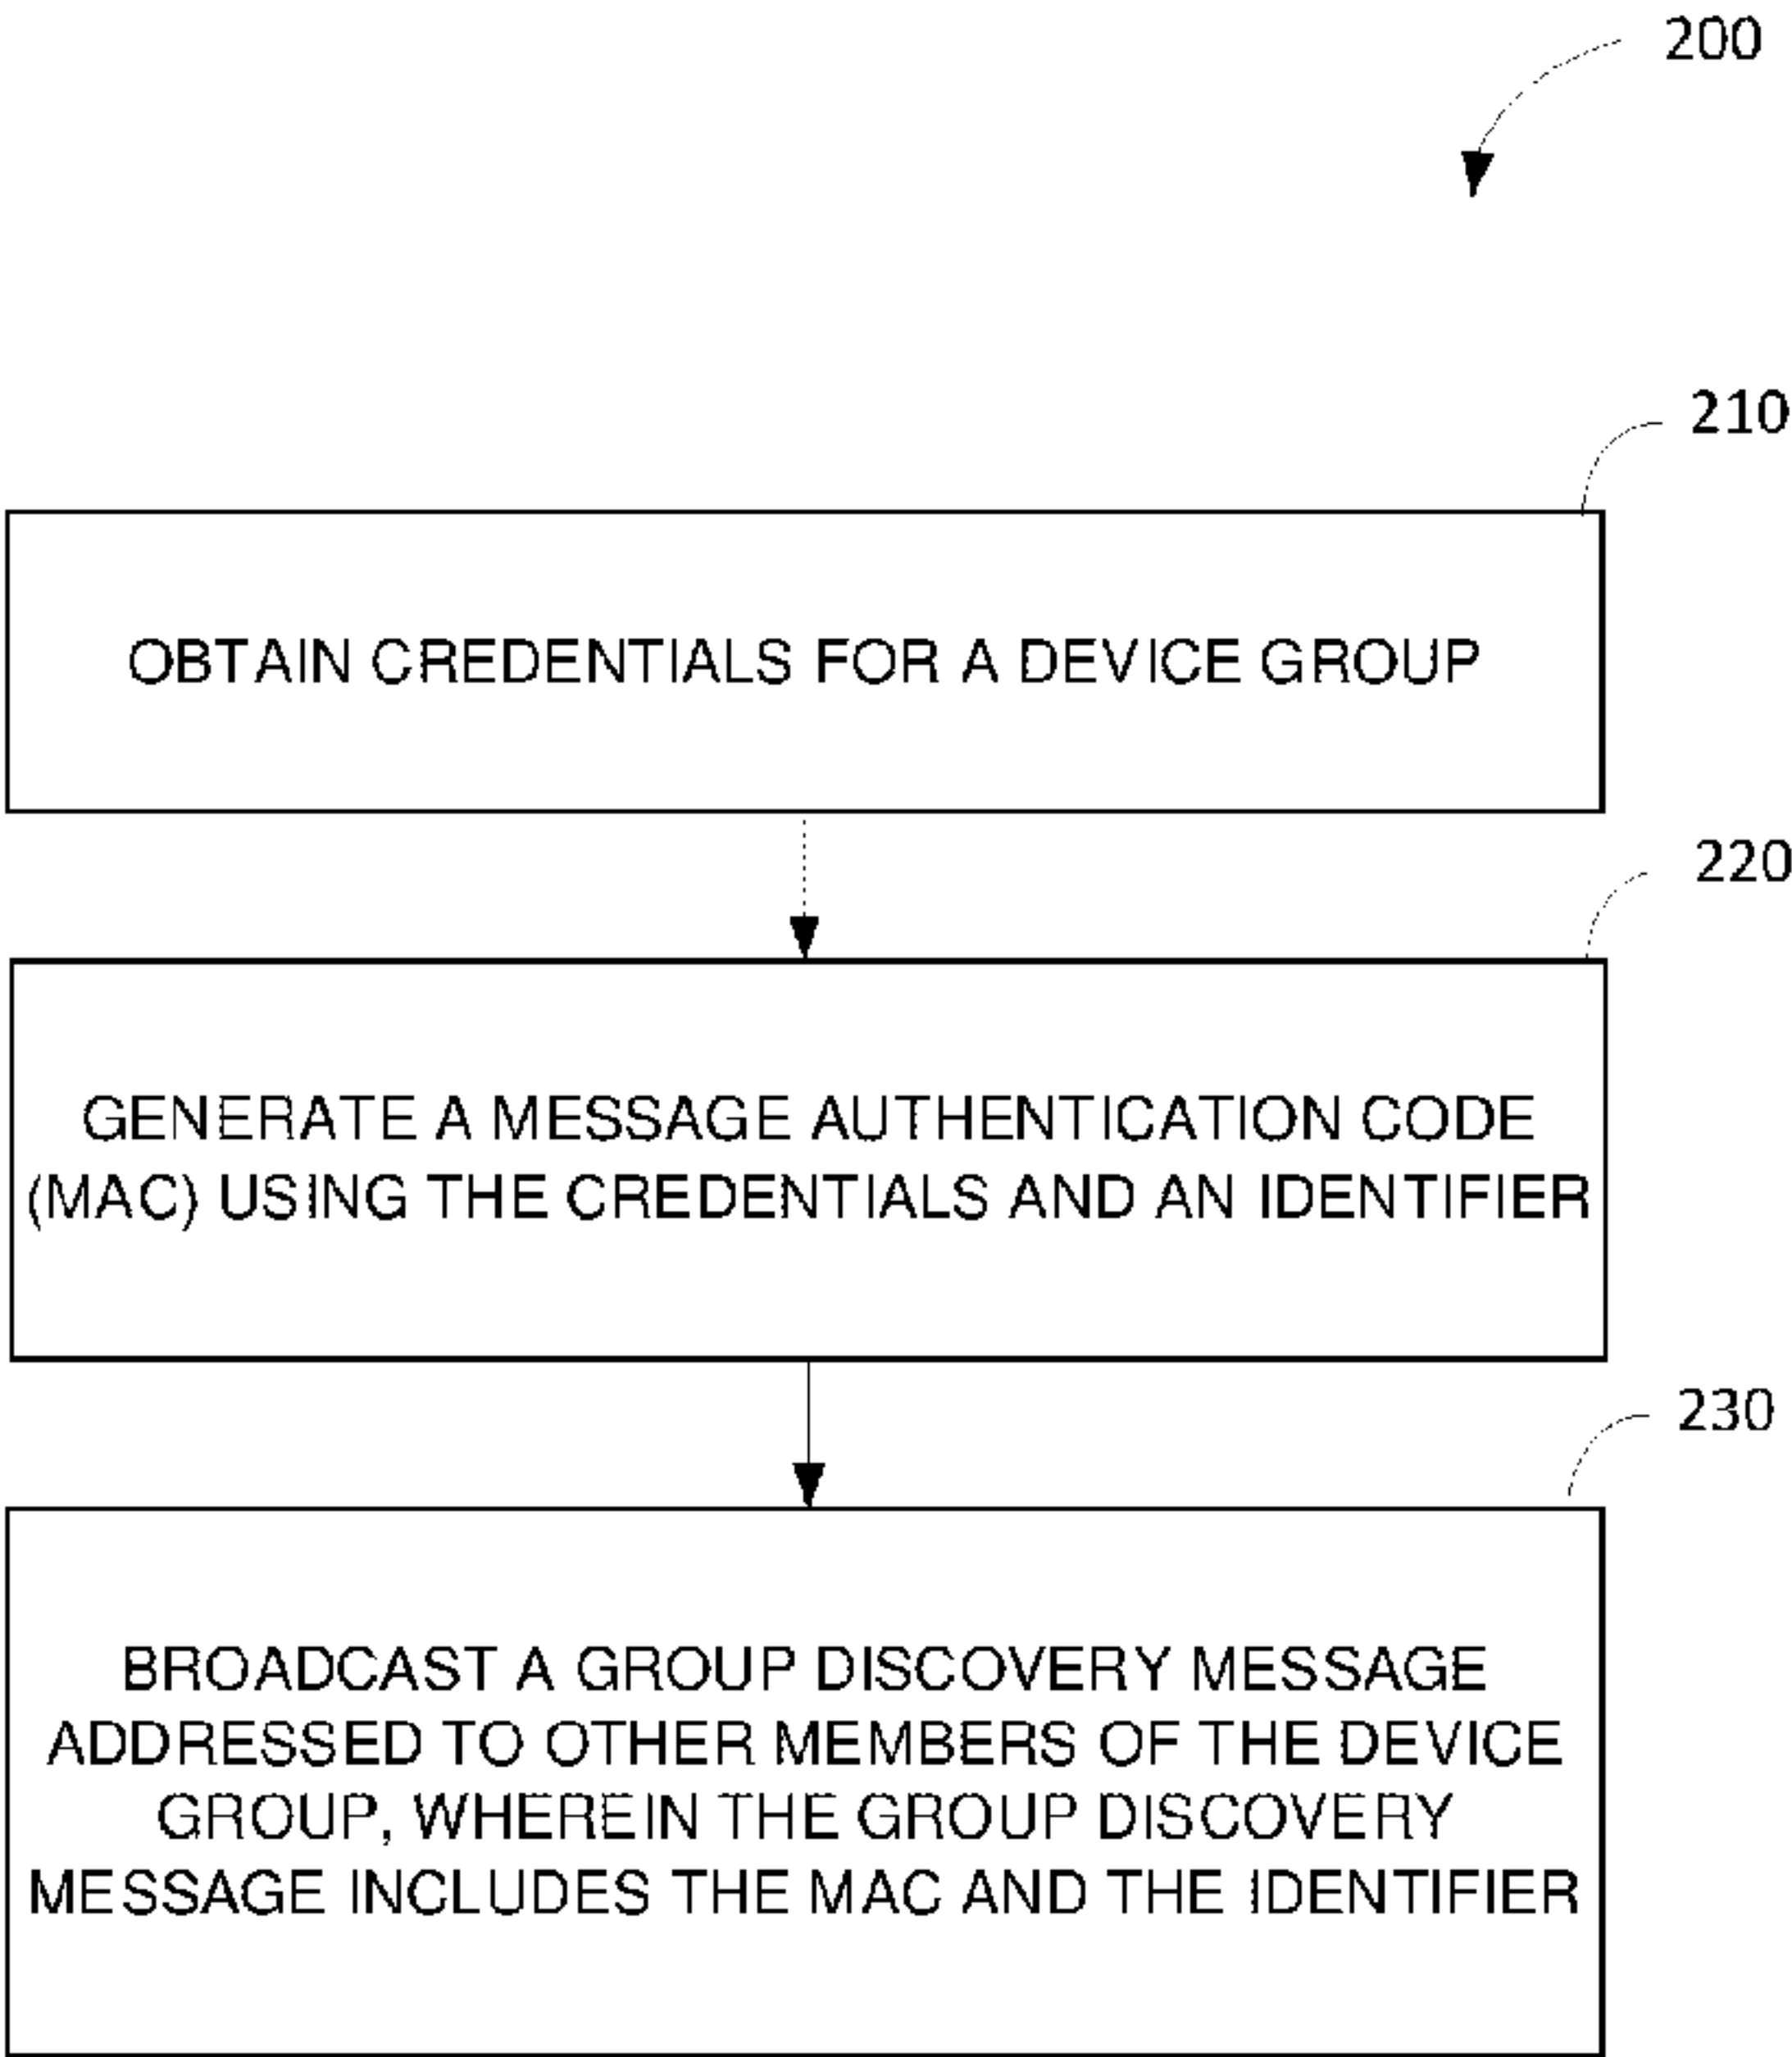 200
210
OBTAIN CREDENTIALS FOR A DEVICE GROUP
220
GENERATE A MESSAGE AUTHENTICATION CODE
(MAC) USING THE CREDENTIALS AND AN IDENTIFIER
230
BROADCAST A GROUP DISCOVERY MESSAGE
ADDRESSED TO OTHER MEMBERS OF THE DEVICE
GROUP, WHEREIN THE GROUP DISCOVERY
MESSAGE INCLUDES THE MAC AND THE IDENTIFIER